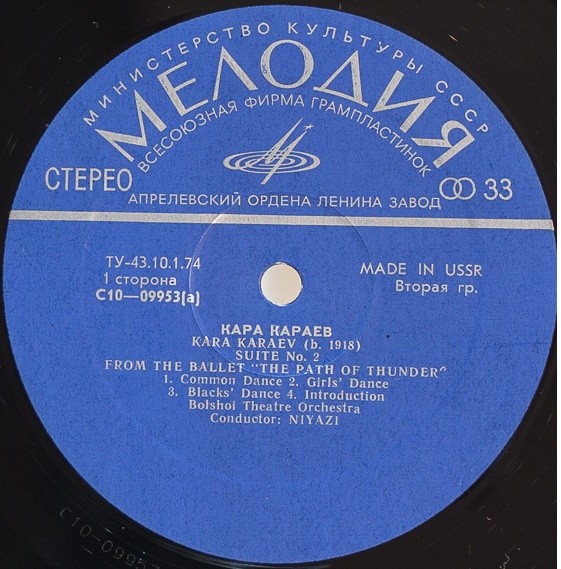 МИНИСТЕРСТВО КУЛЬТУРЫ СССР
МЕЛОДИЯ
ВСЕСОЮЗНАЯ ФИРМА ГРАМПЛАСТИНОК
СТЕРЕО
33
АПРЕЛЕВСКИЙ ОРДЕНА ЛЕНИНА ЗАВОД
ТУ-43.10.1.74
1 сторона
С10—09953(а)
MADE IN USSR
Вторая гр.
КАРА КАРАЕВ
KARA KARAEV (b. 1918)
SUITE No. 2
FROM THE BALLET "THE PATH OF THUNDER"
1. Common Dance 2. Girls' Dance
3. Blacks' Dance 4. Introduction
Bolshoi Theatre Orchestra
Conductor: NIYAZI